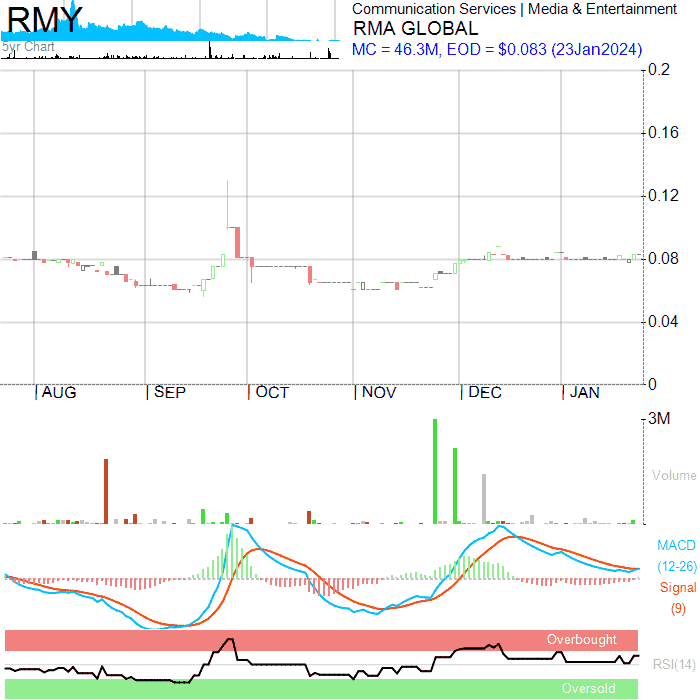 RMY
5yr Chart
Communication Services | Media & Entertainment
RMA GLOBAL
MC = 46.3M, EOD = $0.083 (23Jan2024)
0.2
0.16
0.12
0.08
0.04
0
AUG SEP OCT NOV DEC JAN
3M
Volume
MACD
(12-26)
Signal
(9)
Overbought
RSI(14)
Oversold